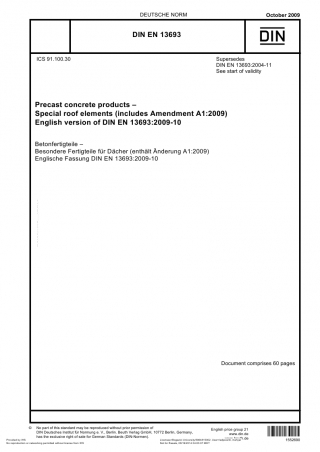 DEUTSCHE NORM
October 2009
DIN EN 13693
DIN
ICS 91.100.30
Supersedes
DIN EN 13693:2004-11
See start of validity
Precast concrete products –
Special roof elements (includes Amendment A1:2009)
English version of DIN EN 13693:2009-10
Betonfertigteile –
Besondere Fertigteile für Dächer (enthält Änderung A1:2009)
Englische Fassung DIN EN 13693:2009-10
Document comprises 60 pages
© No part of this standard may be reproduced without prior permission of
DIN Deutsches Institut für Normung e. V., Berlin. Beuth Verlag GmbH, 10772 Berlin, Germany,
has the exclusive right of sale for German Standards (DIN-Normen).
English price group 21
www.din.de